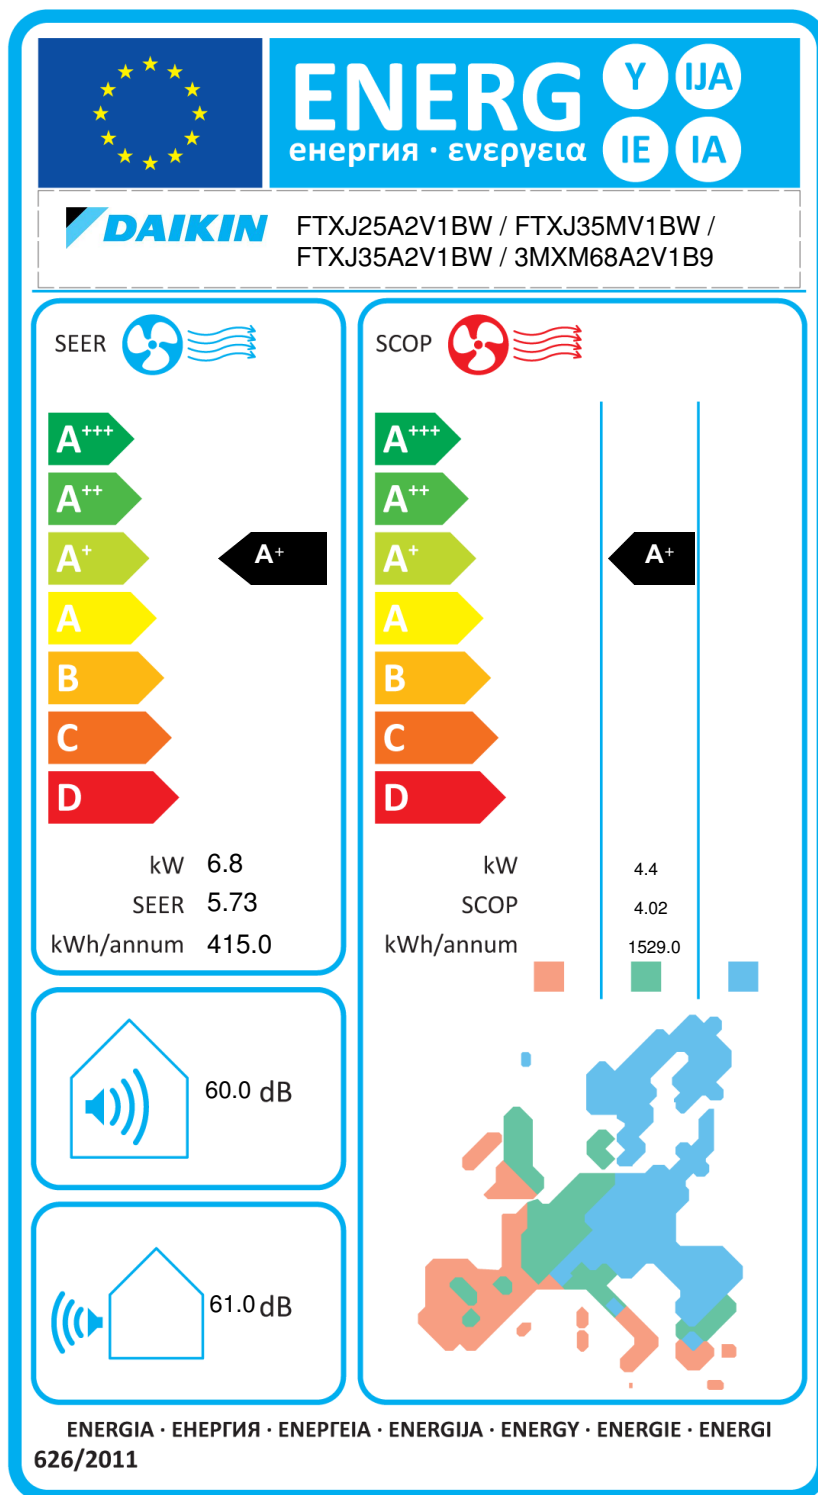 ENERG
енергия · ενεργεια
Y IJA
IE IA
DAIKIN
FTXJ25A2V1BW / FTXJ35MV1BW /
FTXJ35A2V1BW / 3MXM68A2V1B9
SEER
A+++
A++
A+
A
B
C
D
A+
kW 6.8
SEER 5.73
kWh/annum 415.0
SCOP
A+++
A++
A+
A
B
C
D
A+
kW 4.4
SCOP 4.02
kWh/annum 1529.0
60.0 dB
61.0 dB
ENERGIA · ЕНЕРГИЯ · ΕΝΕΡΓΕΙΑ · ENERGIJA · ENERGY · ENERGIE · ENERGI
626/2011